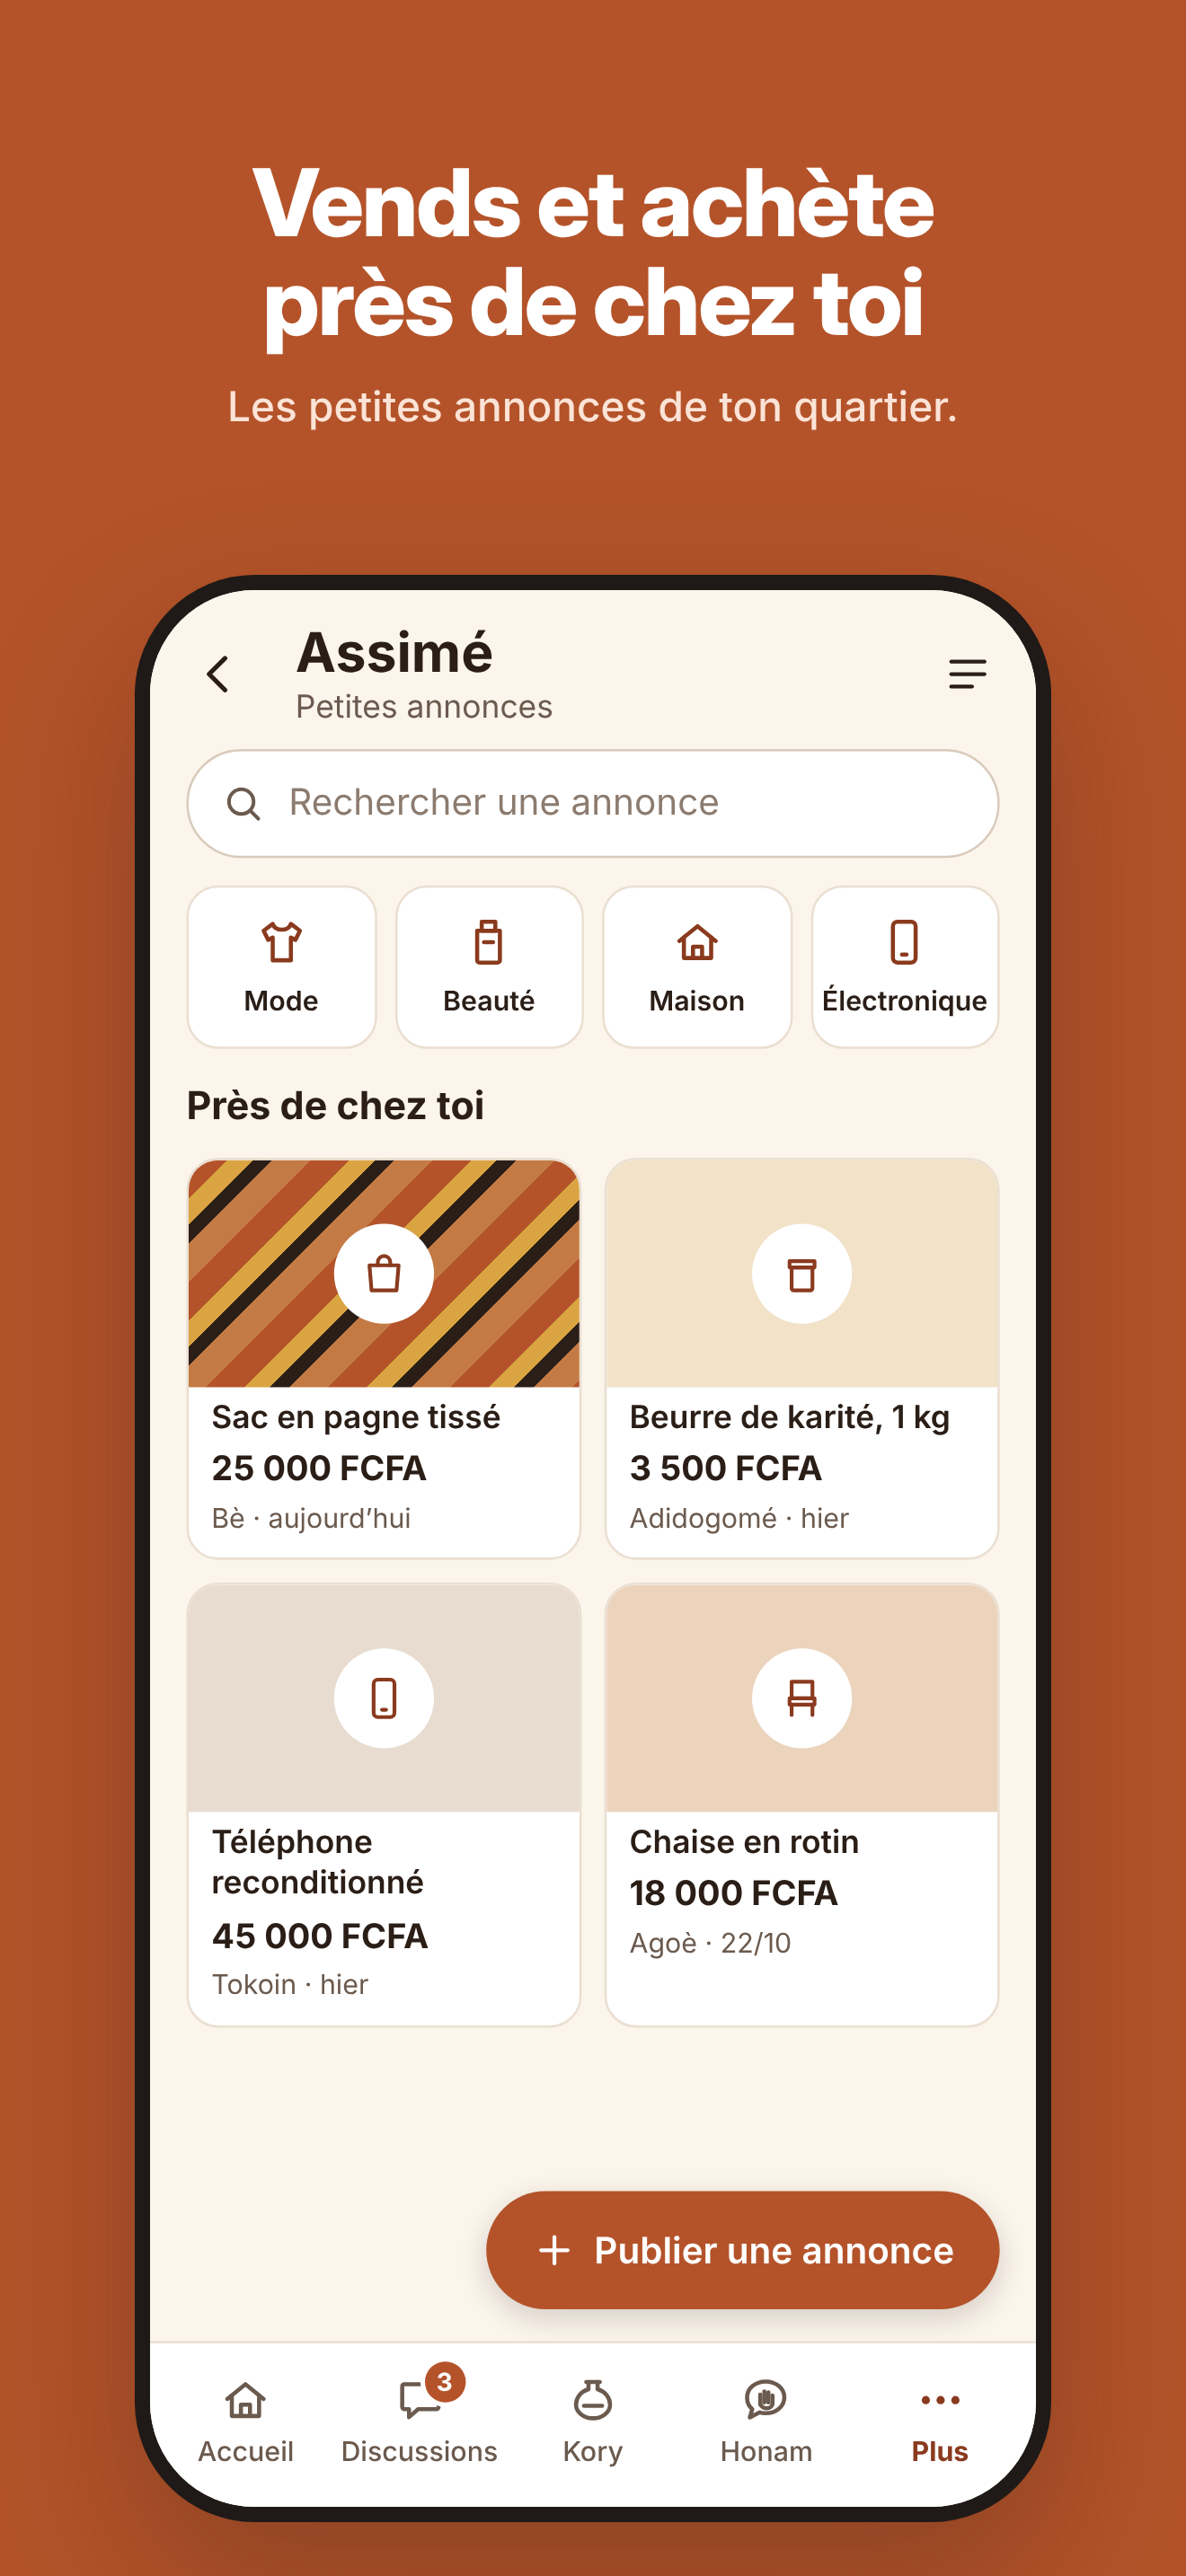 Vends et achète
près de chez toi
Les petites annonces de ton quartier.
Assimé
Petites annonces
Rechercher une annonce
Mode
Beauté
Maison
Électronique
Près de chez toi
Sac en pagne tissé
25 000 FCFA
Bè · aujourd’hui
Beurre de karité, 1 kg
3 500 FCFA
Adidogomé · hier
Téléphone
reconditionné
45 000 FCFA
Tokoin · hier
Chaise en rotin
18 000 FCFA
Agoè · 22/10
Publier une annonce
3
Accueil
Discussions
Kory
Honam
Plus